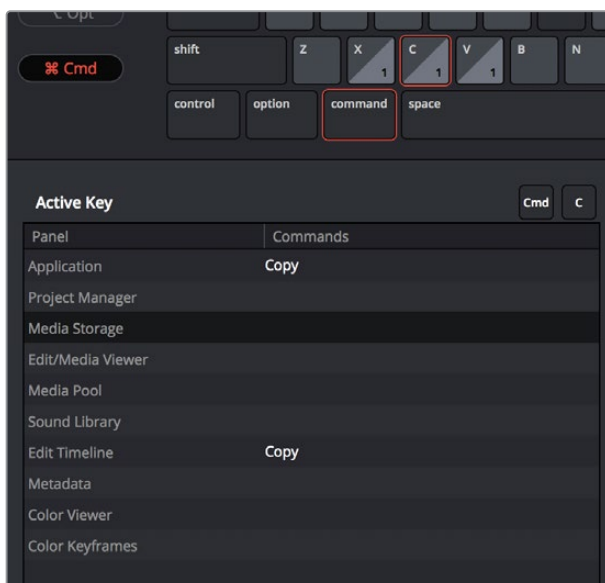 ⌥ Opt
shift Z X 1 C 1 V 1 B N
⌘ Cmd
control option command space
Active Key Cmd C
Panel Commands
Application Copy
Project Manager
Media Storage
Edit/Media Viewer
Media Pool
Sound Library
Edit Timeline Copy
Metadata
Color Viewer
Color Keyframes